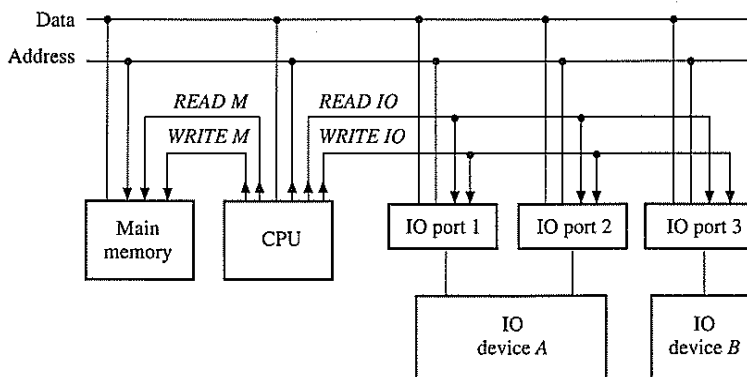 Data
Address
READ M
READ IO
WRITE M
WRITE IO
Main
memory
CPU
IO port 1
IO port 2
IO port 3
IO
device A
IO
device B